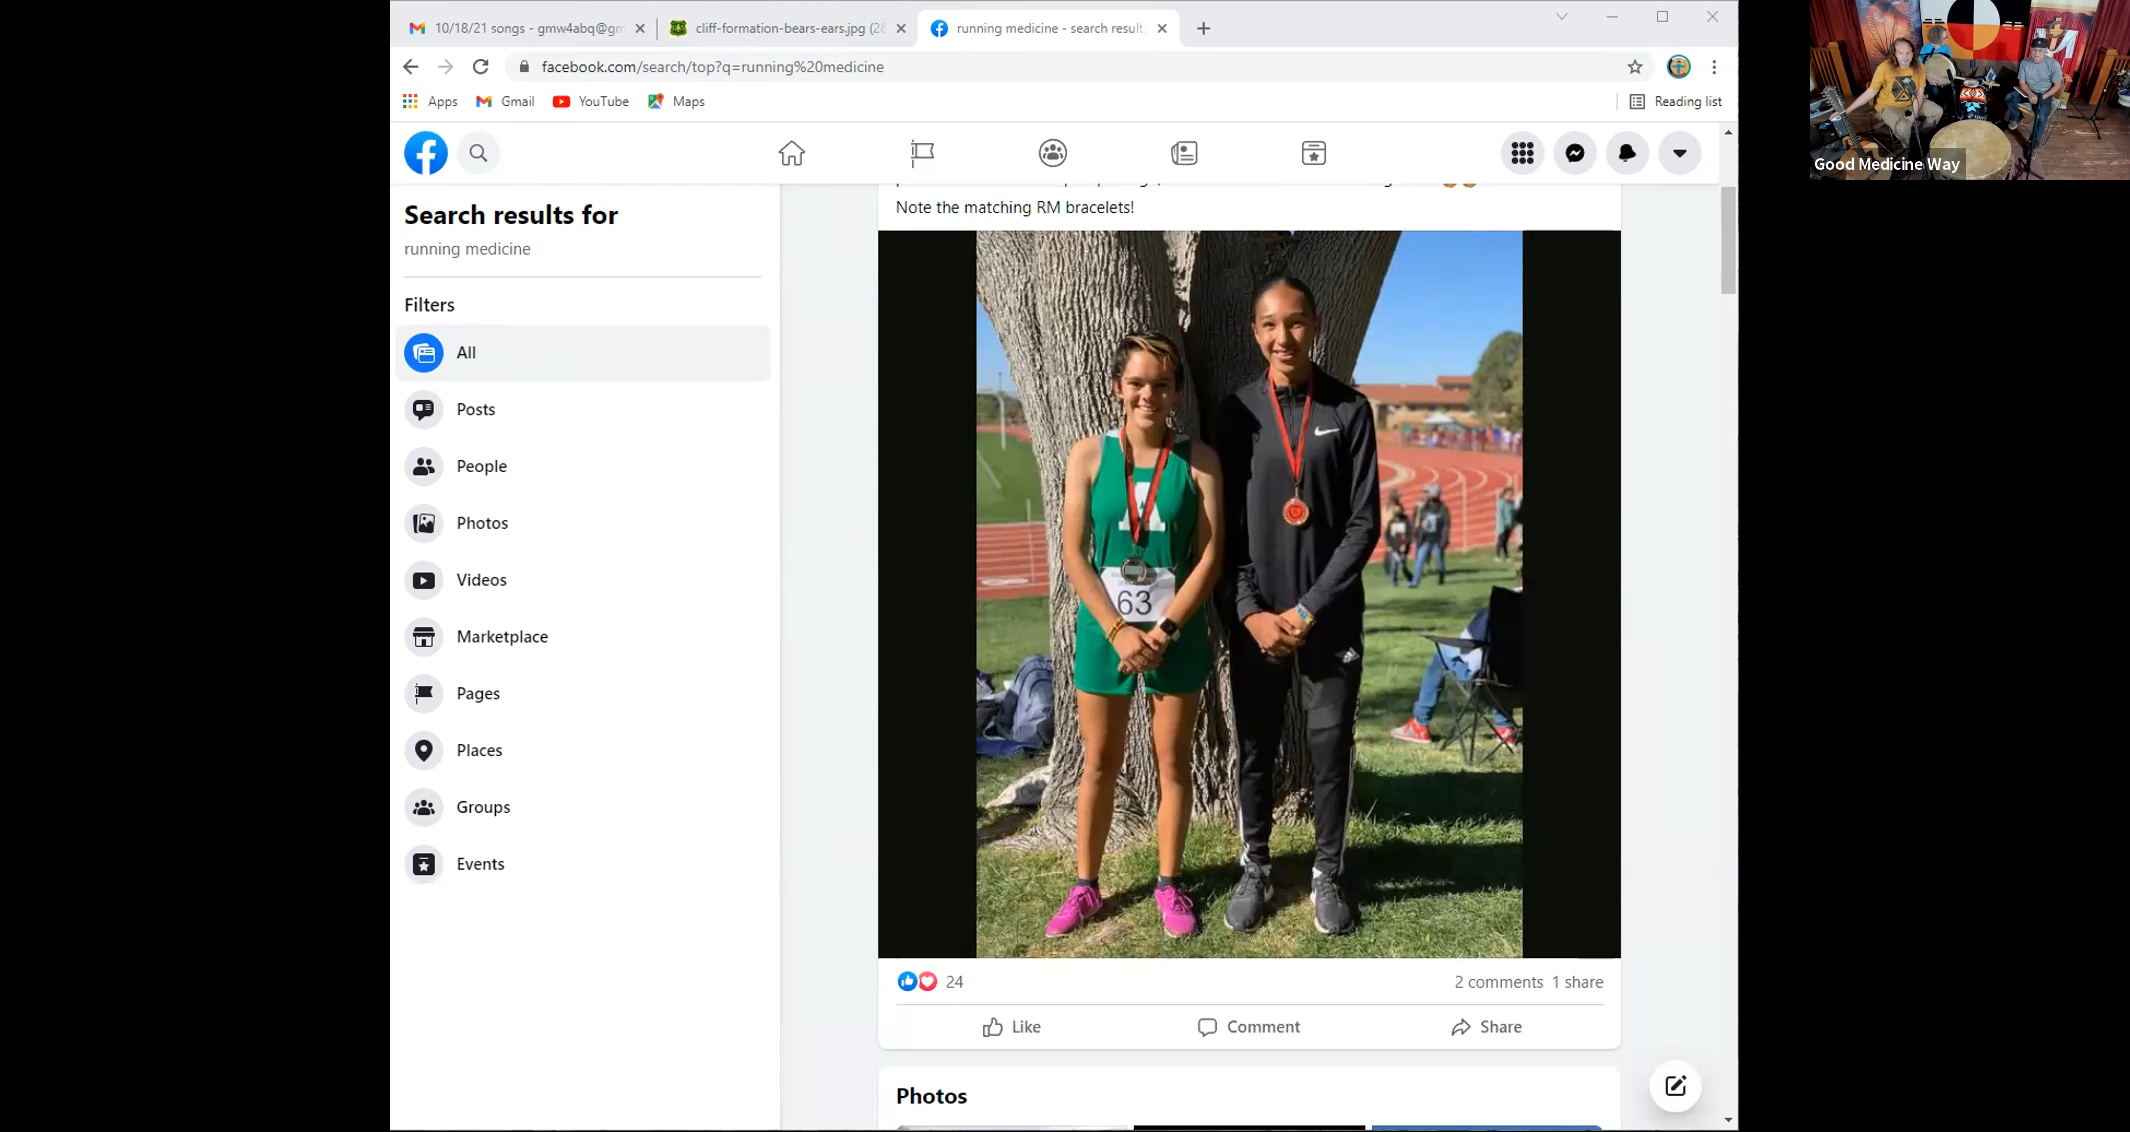 10/18/21 songs - gmw4abq@gm
cliff-formation-bears-ears.jpg (28
running medicine - search result
facebook.com/search/top?q=running%20medicine
Apps
Gmail
YouTube
Maps
Reading list
Good Medicine Way
Search results for
running medicine
Filters
All
Posts
People
Photos
Videos
Marketplace
Pages
Places
Groups
Events
Note the matching RM bracelets!
A
63
24
2 comments 1 share
Like
Comment
Share
Photos